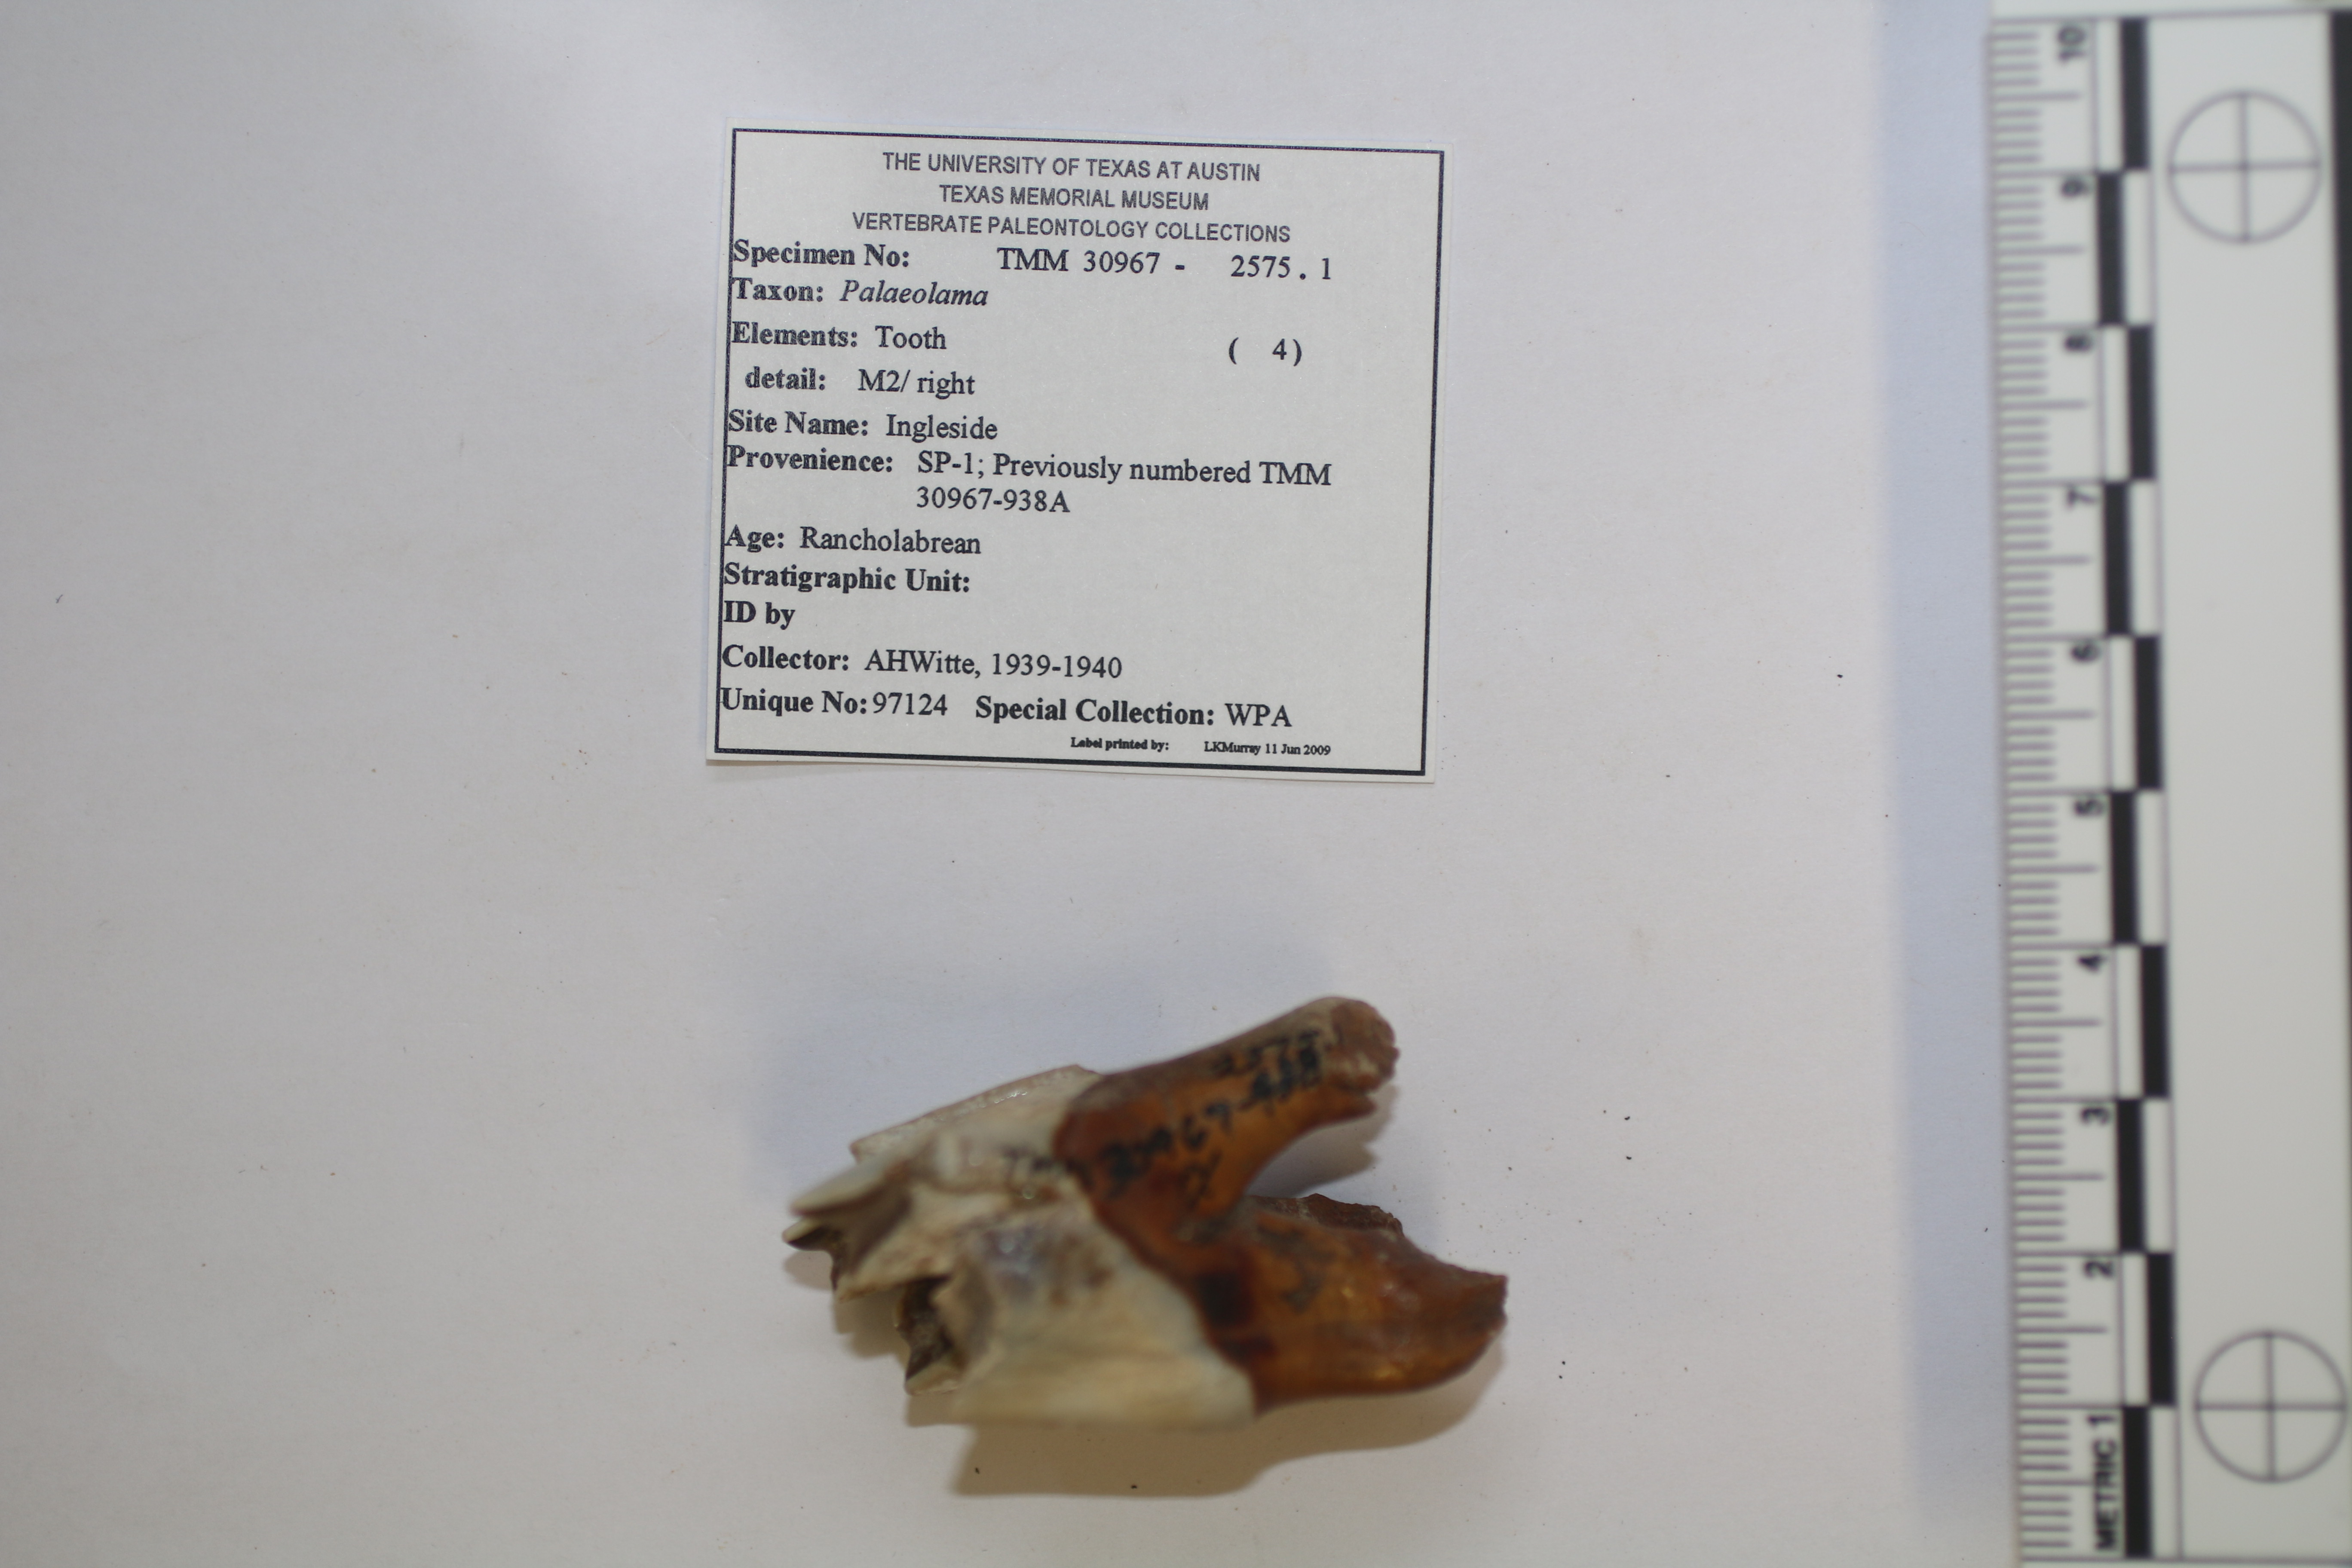 THE UNIVERSITY OF TEXAS AT AUSTIN
TEXAS MEMORIAL MUSEUM
VERTEBRATE PALEONTOLOGY COLLECTIONS
Specimen No: TMM 30967 - 2575 . 1
Taxon: Palaeolama
Elements: Tooth ( 4)
detail: M2/ right
Site Name: Ingleside
Provenience: SP-1; Previously numbered TMM
30967-938A
Age: Rancholabrean
Stratigraphic Unit:
ID by
Collector: AHWitte, 1939-1940
Unique No: 97124 Special Collection: WPA
Label printed by: LKMurray 11 Jun 2009
METRIC 1 2 3 4 5 6 7 8 9 10